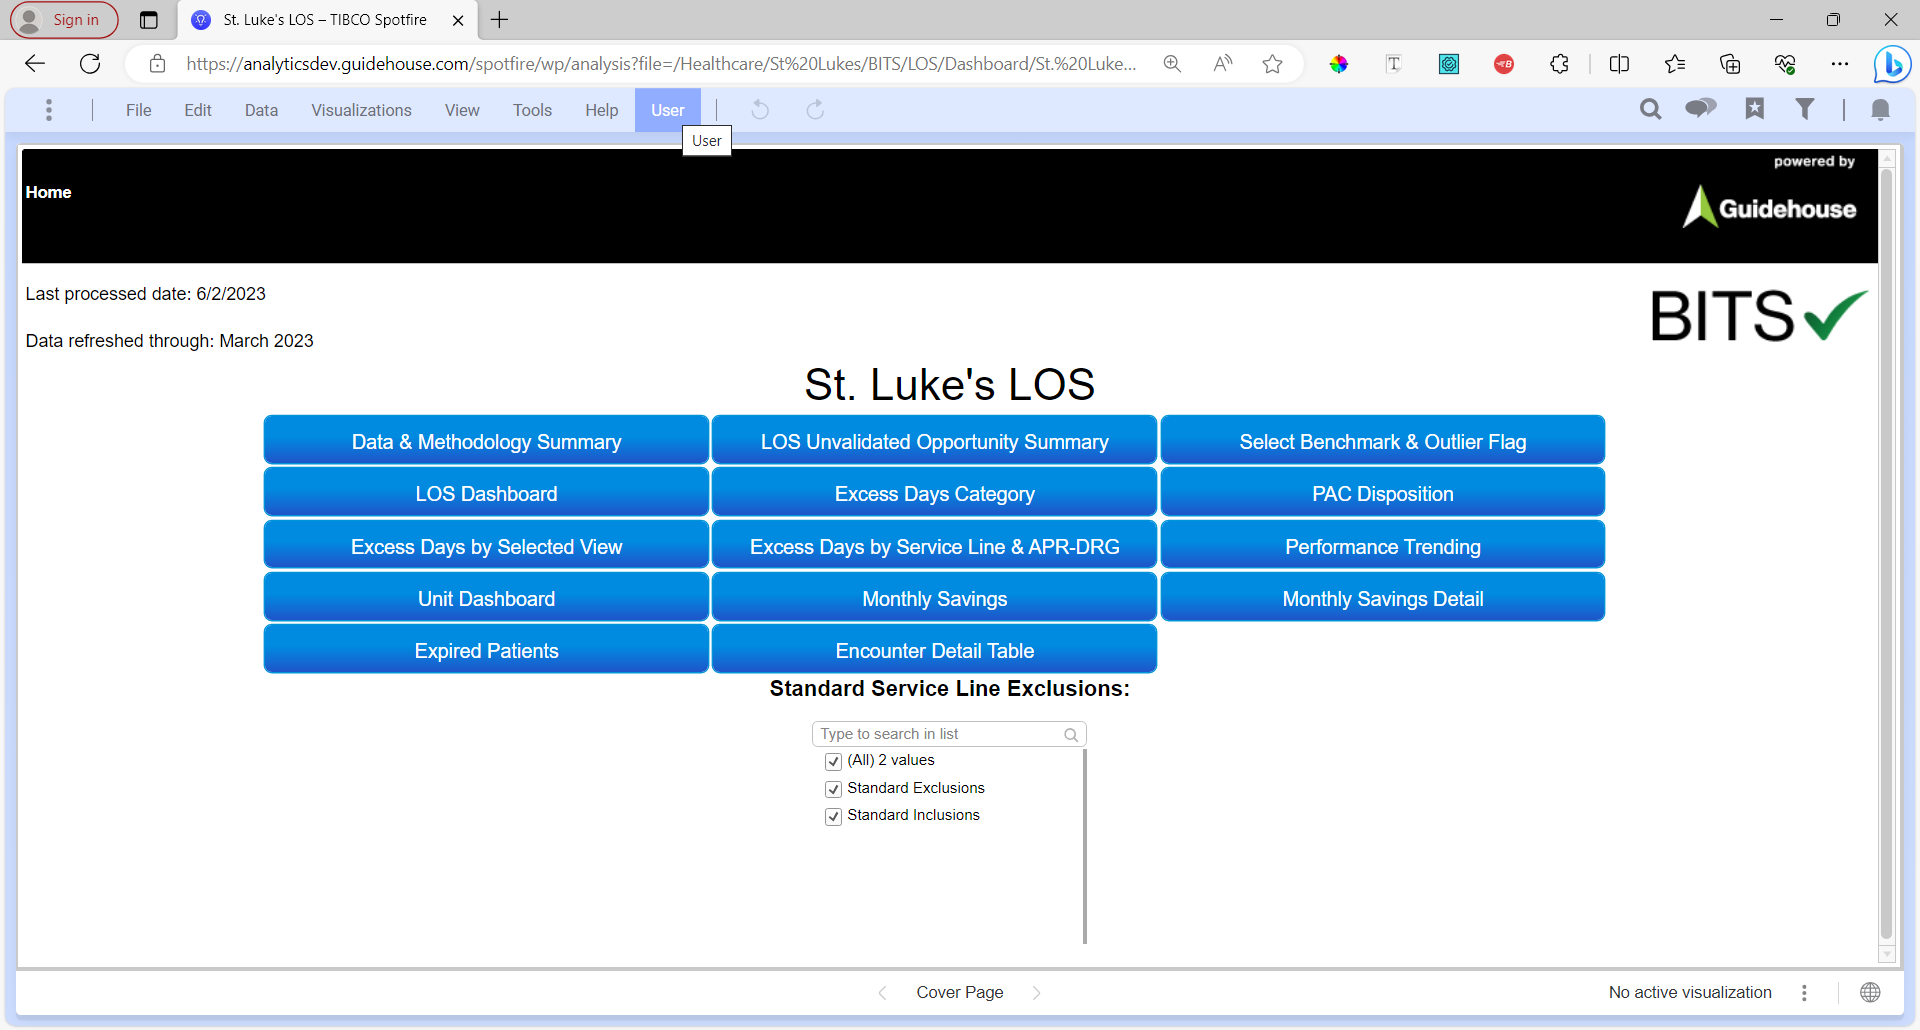 Sign in
St. Luke's LOS – TIBCO Spotfire
https://analyticsdev.guidehouse.com/spotfire/wp/analysis?file=/Healthcare/St%20Lukes/BITS/LOS/Dashboard/St.%20Luke...
File Edit Data Visualizations View Tools Help User
User
powered by
Home
Guidehouse
Last processed date: 6/2/2023
BITS
Data refreshed through: March 2023
St. Luke's LOS
Data & Methodology Summary LOS Unvalidated Opportunity Summary Select Benchmark & Outlier Flag
LOS Dashboard Excess Days Category PAC Disposition
Excess Days by Selected View Excess Days by Service Line & APR-DRG Performance Trending
Unit Dashboard Monthly Savings Monthly Savings Detail
Expired Patients Encounter Detail Table
Standard Service Line Exclusions:
Type to search in list
(All) 2 values
Standard Exclusions
Standard Inclusions
Cover Page
No active visualization